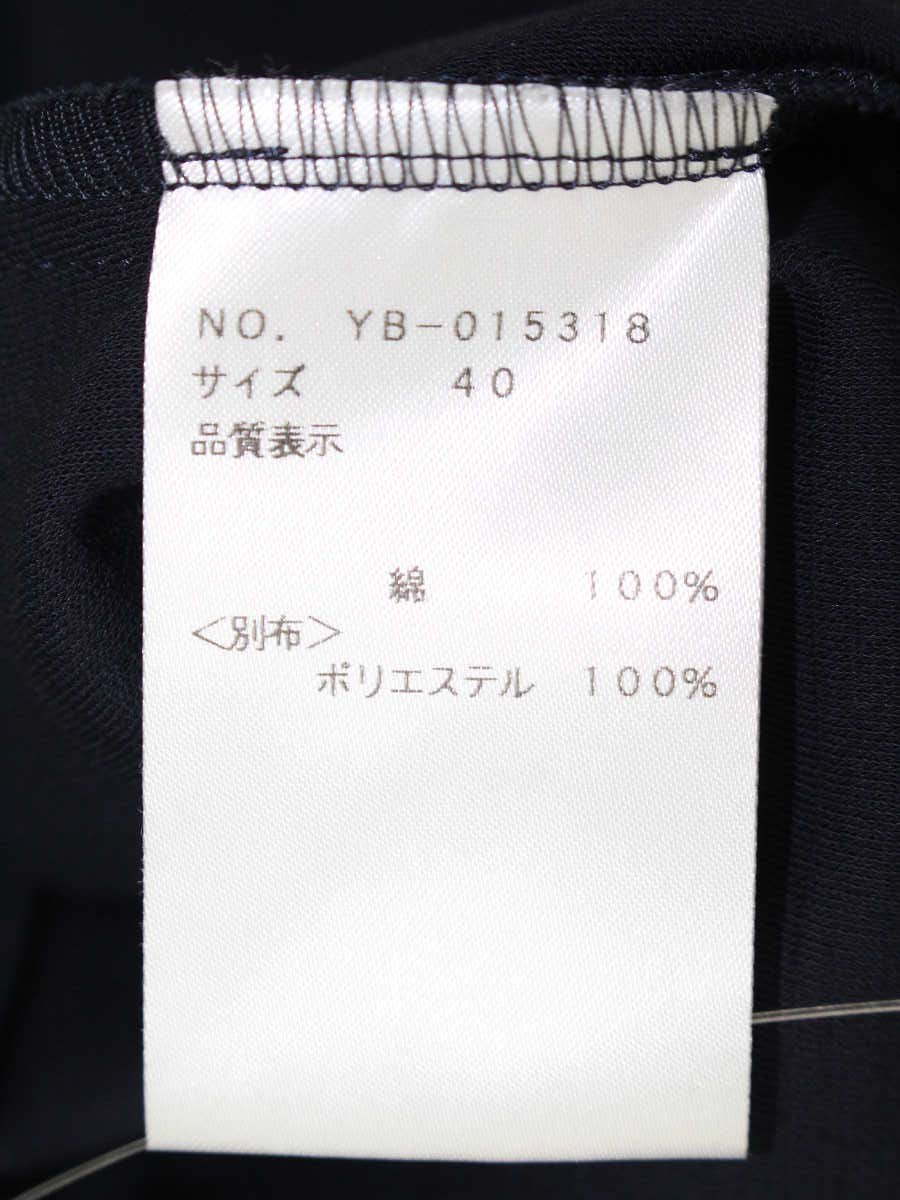 NO. YB-015318
サイズ 40
品質表示
綿 100%
＜別布＞
ポリエステル 100%